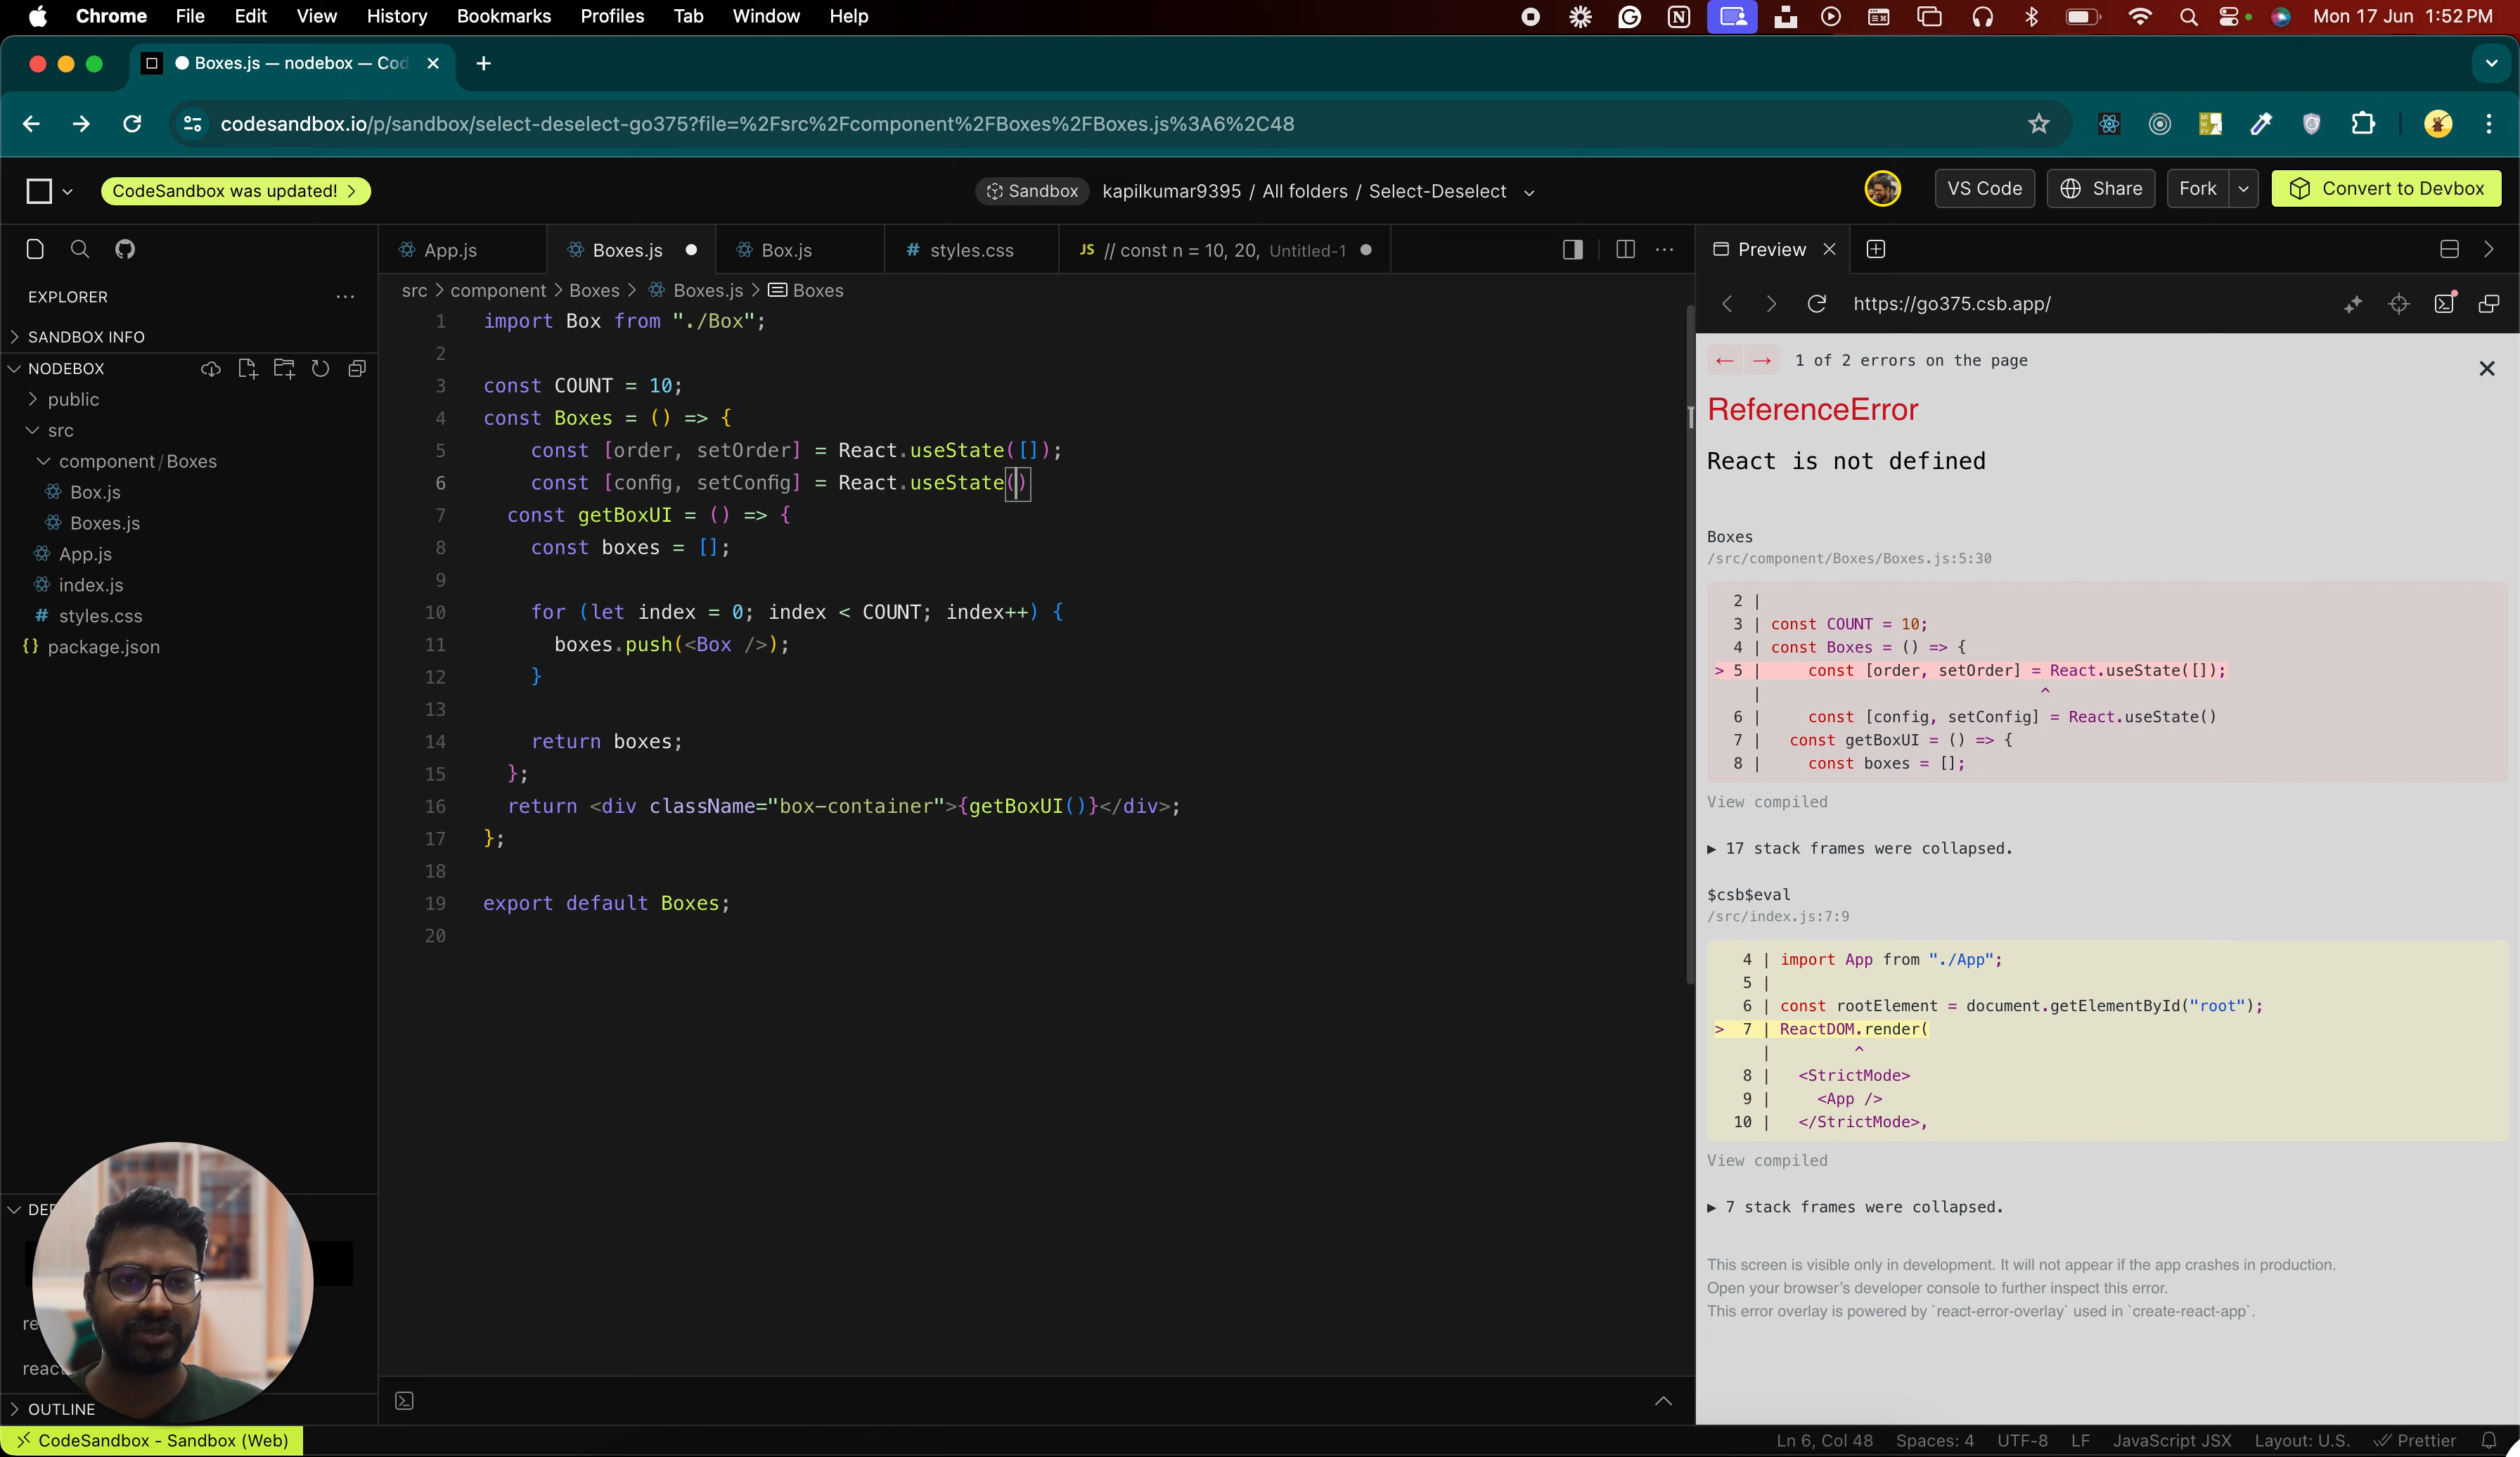 Chrome File Edit View History Bookmarks Profiles Tab Window Help Mon 17 Jun 1:52 PM
Boxes.js — nodebox — Cod
codesandbox.io/p/sandbox/select-deselect-go375?file=%2Fsrc%2Fcomponent%2FBoxes%2FBoxes.js%3A6%2C48
CodeSandbox was updated! Sandbox kapilkumar9395 / All folders / Select-Deselect VS Code Share Fork Convert to Devbox
EXPLORER
SANDBOX INFO
NODEBOX
public
src
component/Boxes
Box.js
Boxes.js
App.js
index.js
# styles.css
{} package.json
OUTLINE
App.js Boxes.js Box.js # styles.css JS // const n = 10, 20, Untitled-1
src > component > Boxes > Boxes.js > Boxes
1 import Box from "./Box";
2
3 const COUNT = 10;
4 const Boxes = () => {
5 const [order, setOrder] = React.useState([]);
6 const [config, setConfig] = React.useState()
7 const getBoxUI = () => {
8 const boxes = [];
9
10 for (let index = 0; index < COUNT; index++) {
11 boxes.push(<Box />);
12 }
13
14 return boxes;
15 };
16 return <div className="box-container">{getBoxUI()}</div>;
17 };
18
19 export default Boxes;
20
Preview
https://go375.csb.app/
← → 1 of 2 errors on the page
ReferenceError
React is not defined
Boxes
/src/component/Boxes/Boxes.js:5:30
2 |
3 | const COUNT = 10;
4 | const Boxes = () => {
> 5 | const [order, setOrder] = React.useState([]);
| ^
6 | const [config, setConfig] = React.useState()
7 | const getBoxUI = () => {
8 | const boxes = [];
View compiled
▶ 17 stack frames were collapsed.
$csb$eval
/src/index.js:7:9
4 | import App from "./App";
5 |
6 | const rootElement = document.getElementById("root");
> 7 | ReactDOM.render(
| ^
8 | <StrictMode>
9 | <App />
10 | </StrictMode>,
View compiled
▶ 7 stack frames were collapsed.
This screen is visible only in development. It will not appear if the app crashes in production.
Open your browser's developer console to further inspect this error.
This error overlay is powered by `react-error-overlay` used in `create-react-app`.
CodeSandbox - Sandbox (Web) Ln 6, Col 48 Spaces: 4 UTF-8 LF JavaScript JSX Layout: U.S. Prettier